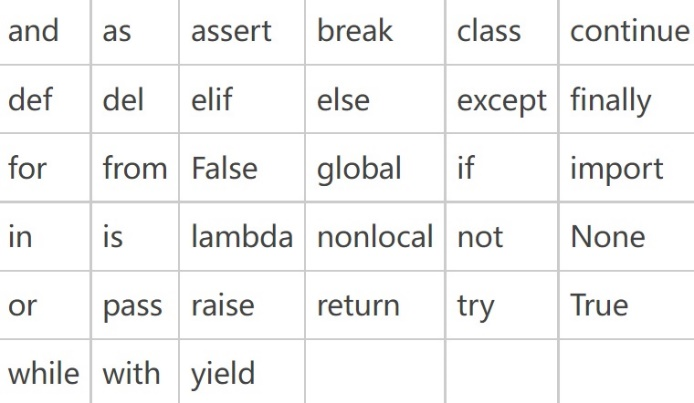 and as assert break class continue
def del elif else except finally
for from False global if import
in is lambda nonlocal not None
or pass raise return try True
while with yield